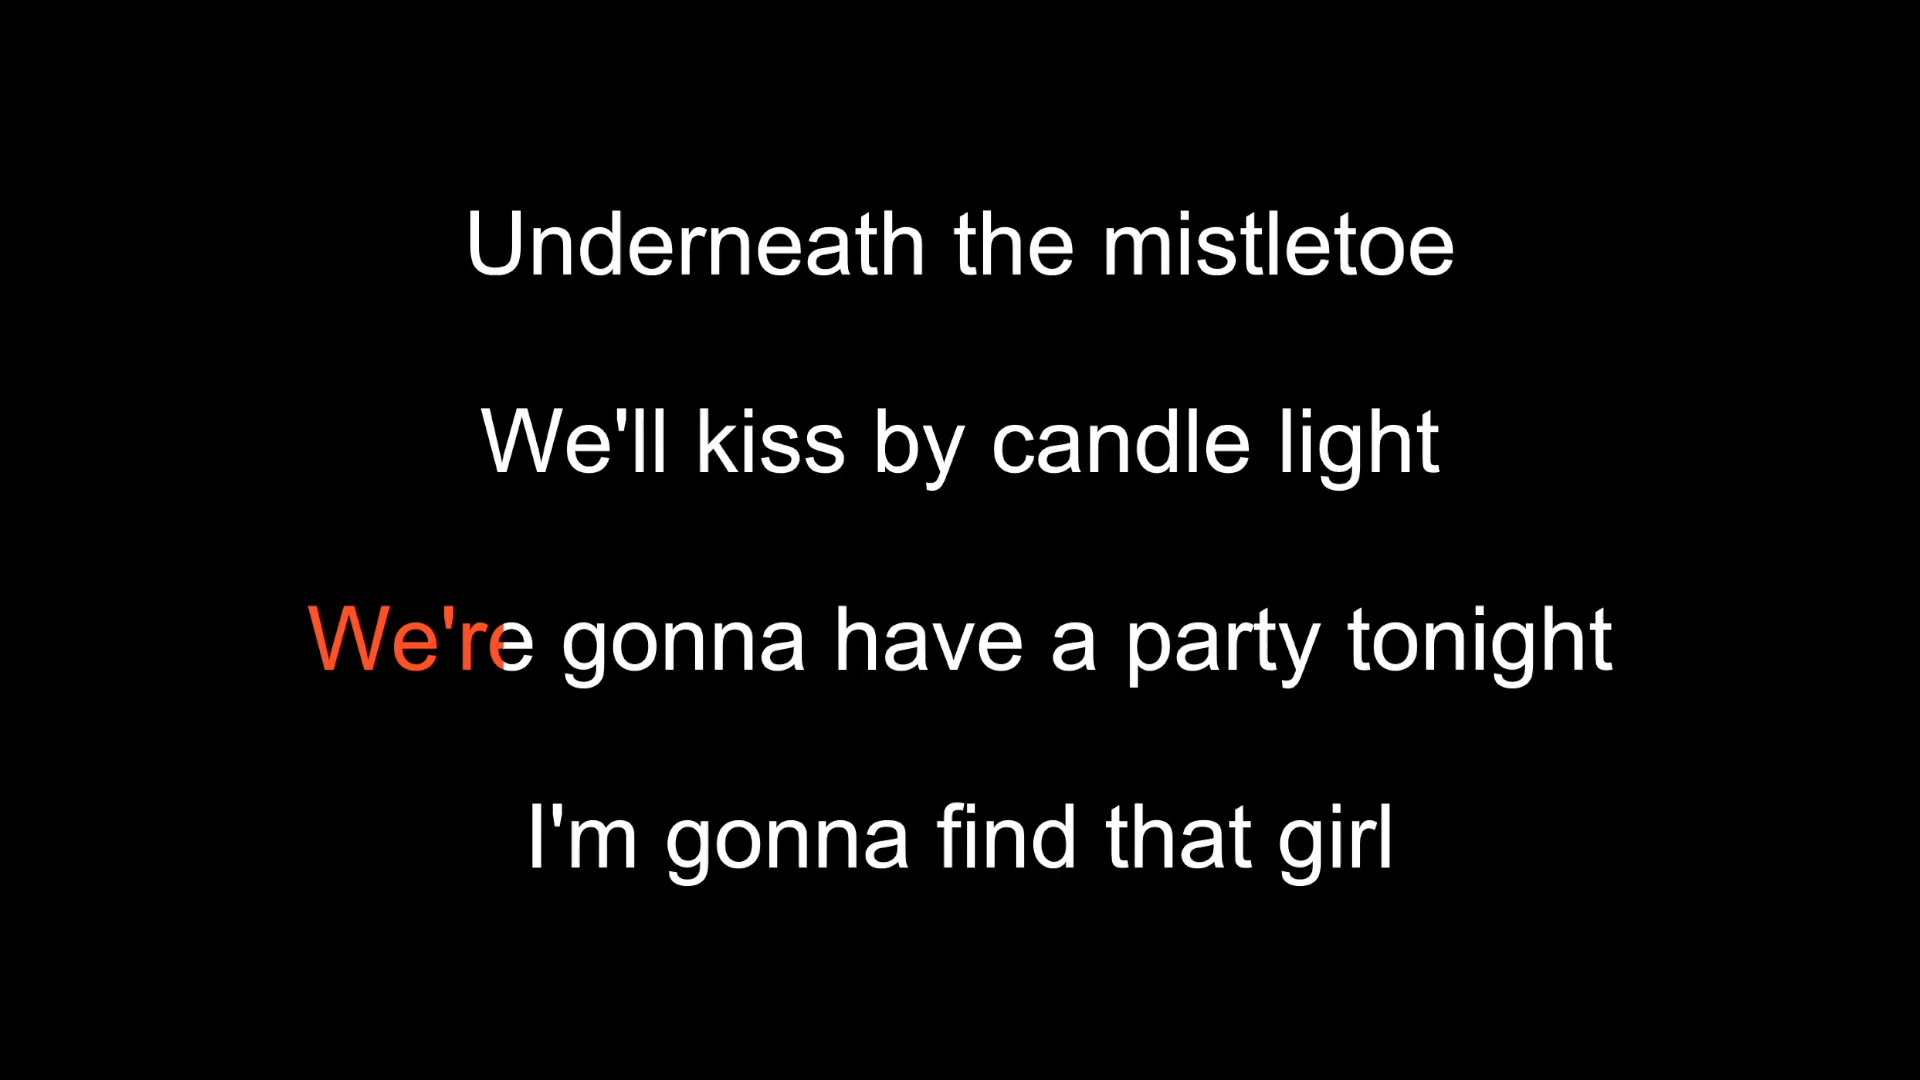 Underneath the mistletoe
We'll kiss by candle light
We're gonna have a party tonight
I'm gonna find that girl